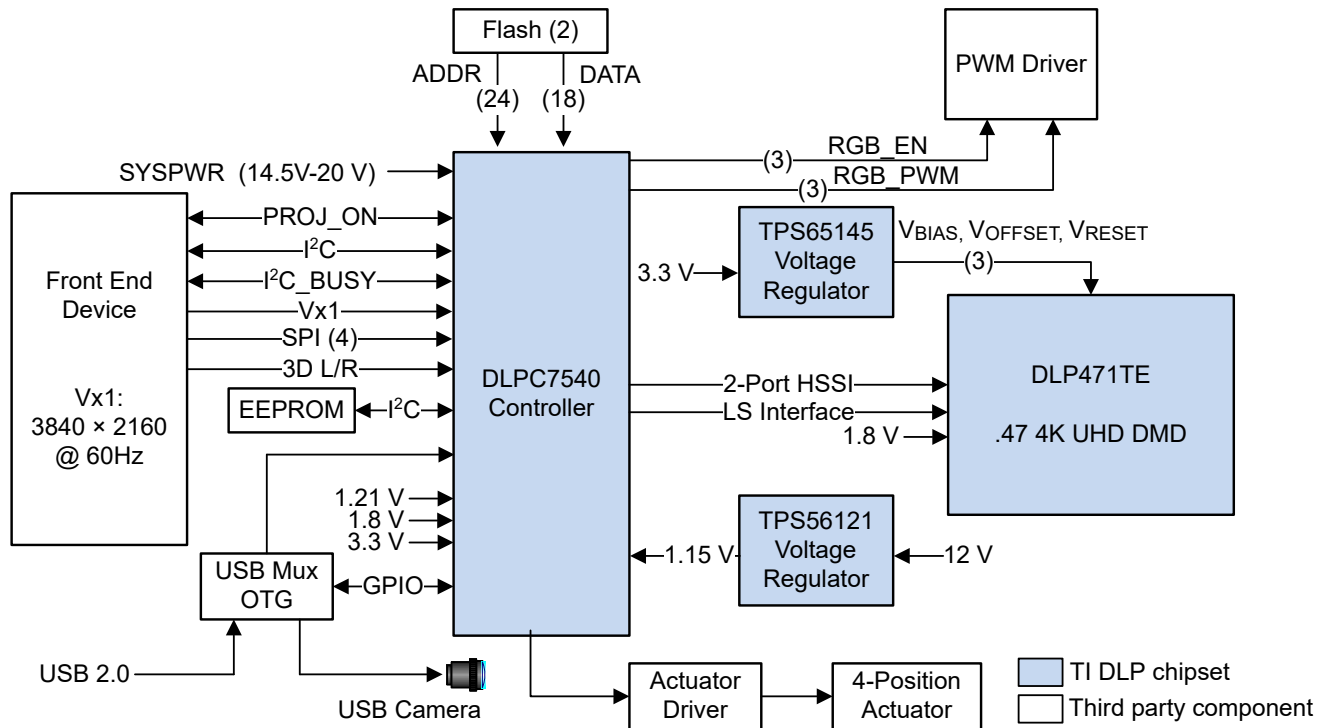 Flash (2)
ADDR
DATA
(24)
(18)
PWM Driver
RGB_EN
(3)
RGB_PWM
(3)
SYSPWR (14.5V-20 V)
PROJ_ON
I²C
I²C_BUSY
Vx1
SPI (4)
3D L/R
Front End
Device
Vx1:
3840 × 2160
@ 60Hz
EEPROM
I²C
DLPC7540
Controller
TPS65145
Voltage
Regulator
3.3 V
VBIAS, VOFFSET, VRESET
(3)
2-Port HSSI
LS Interface
1.8 V
DLP471TE
.47 4K UHD DMD
1.21 V
1.8 V
3.3 V
TPS56121
Voltage
Regulator
1.15 V
12 V
USB Mux
OTG
GPIO
USB 2.0
USB Camera
Actuator
Driver
4-Position
Actuator
TI DLP chipset
Third party component